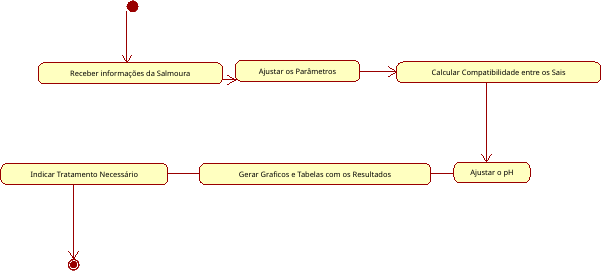 Receber informações da Salmoura
Ajustar os Parâmetros
Calcular Compatibilidade entre os Sais
Indicar Tratamento Necessário
Gerar Graficos e Tabelas com os Resultados
Ajustar o pH